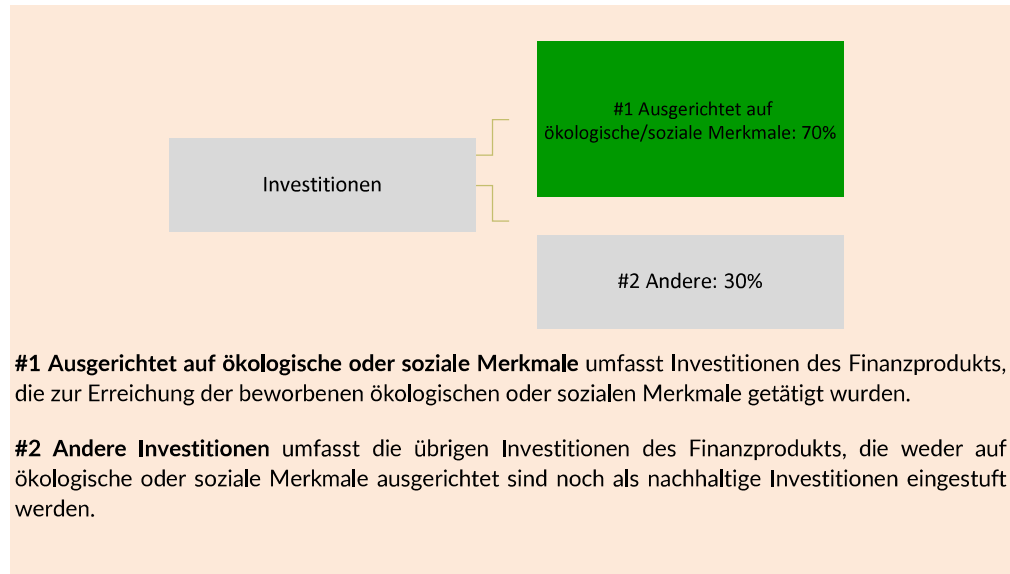 #1 Ausgerichtet auf
ökologische/soziale Merkmale: 70%
Investitionen
#2 Andere: 30%
#1 Ausgerichtet auf ökologische oder soziale Merkmale umfasst Investitionen des Finanzprodukts,
die zur Erreichung der beworbenen ökologischen oder sozialen Merkmale getätigt wurden.
#2 Andere Investitionen umfasst die übrigen Investitionen des Finanzprodukts, die weder auf
ökologische oder soziale Merkmale ausgerichtet sind noch als nachhaltige Investitionen eingestuft
werden.